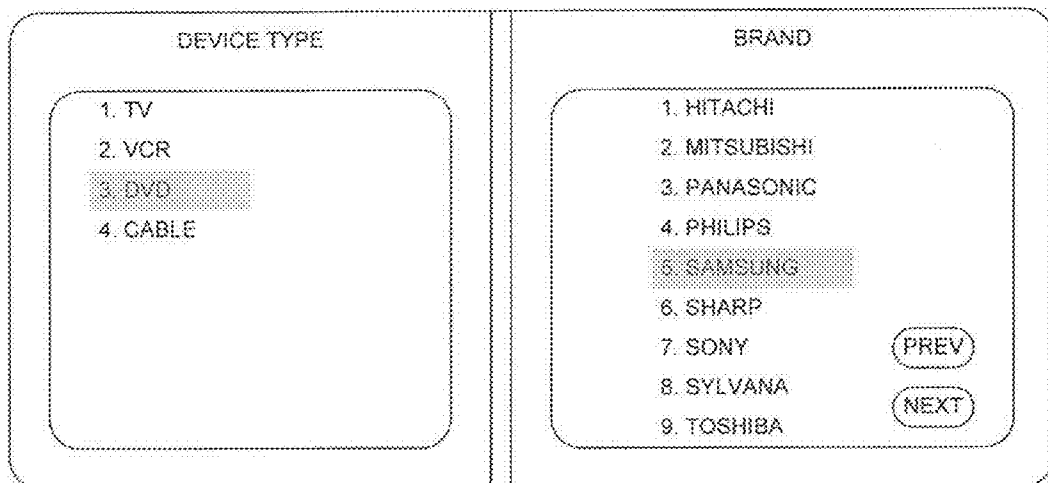 DEVICE TYPE
1. TV
2. VCR
3. DVD
4. CABLE
BRAND
1. HITACHI
2. MITSUBISHI
3. PANASONIC
4. PHILIPS
5. SAMSUNG
6. SHARP
7. SONY
8. SYLVANA
9. TOSHIBA
PREV
NEXT